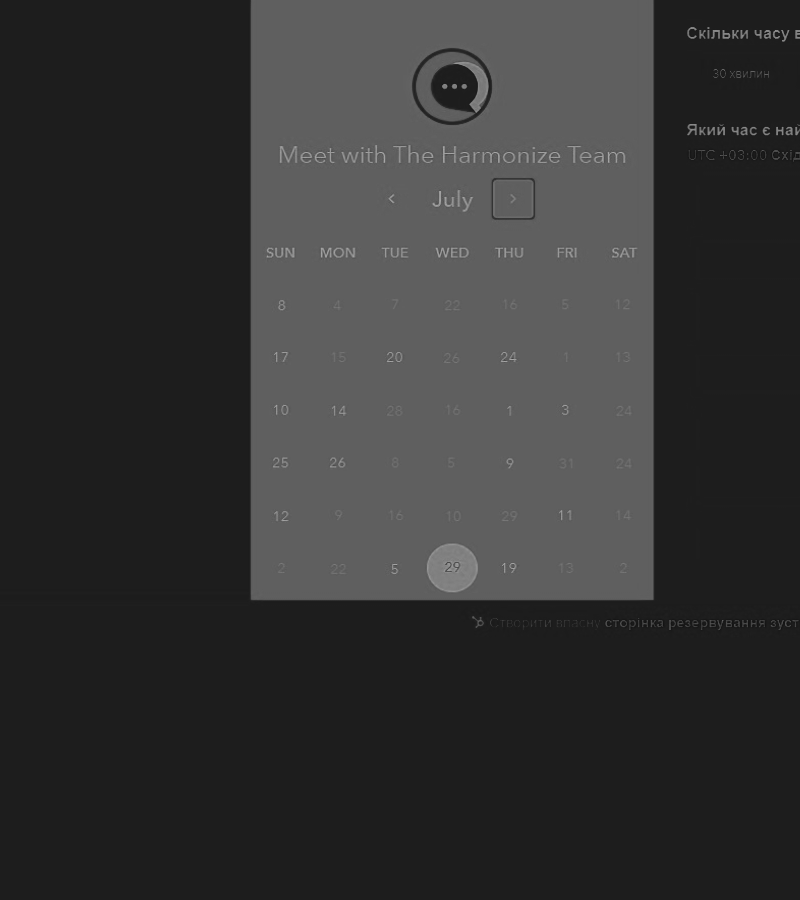 Скільки часу
30 хвилин
Meet with The Harmonize Team
Який час є
UTC +03:00
‹ July ›
SUN MON TUE WED THU FRI SAT
8 4 7 22 16 5 12
17 15 20 26 24 1 13
10 14 28 16 1 3 24
25 26 8 5 9 31 24
12 9 16 10 29 11 14
2 22 5 29 19 13 2
Створити власну сторінка резервування